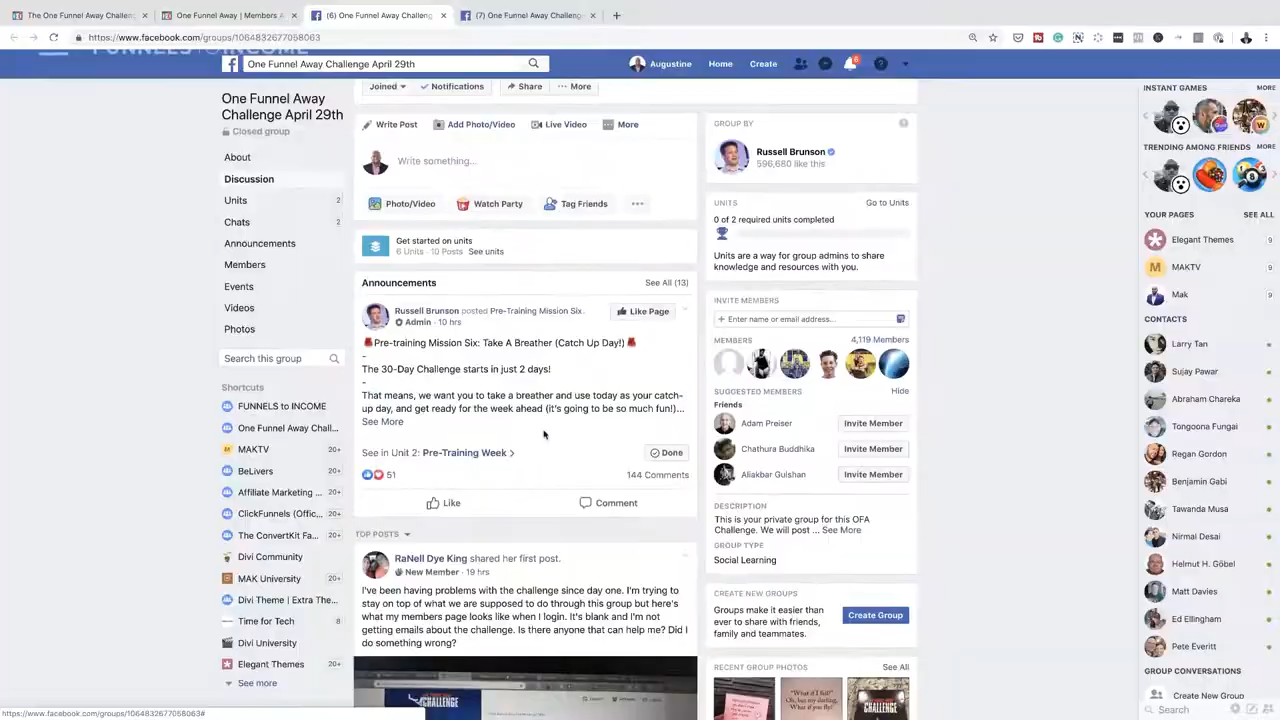 The One Funnel Away Challenge
One Funnel Away | Members A
(6) One Funnel Away Challenge
(7) One Funnel Away Challenge
https://www.facebook.com/groups/1064832677058063
One Funnel Away Challenge April 29th
Augustine
Home
Create
6
One Funnel Away
Challenge April 29th
Closed group
About
Discussion
Units 2
Chats 2
Announcements
Members
Events
Videos
Photos
Search this group
Shortcuts
FUNNELS to INCOME
One Funnel Away Chall...
MAKTV 20+
BeLivers 20+
Affiliate Marketing ... 20+
ClickFunnels (Offic... 20+
The ConvertKit Fa... 20+
Divi Community
MAK University 20+
Divi Theme | Extra The... 20+
Time for Tech 8
Divi University
Elegant Themes 20+
See more
Joined
Notifications
Share
More
Write Post
Add Photo/Video
Live Video
More
Write something...
Photo/Video
Watch Party
Tag Friends
Get started on units
6 Units · 10 Posts See units
Announcements
See All (13)
Russell Brunson posted Pre-Training Mission Six.
Admin · 10 hrs
Like Page
Pre-training Mission Six: Take A Breather (Catch Up Day!)
-
The 30-Day Challenge starts in just 2 days!
-
That means, we want you to take a breather and use today as your catch-
up day, and get ready for the week ahead (it's going to be so much fun!)...
See More
See in Unit 2: Pre-Training Week
Done
51
144 Comments
Like
Comment
TOP POSTS
RaNell Dye King shared her first post.
New Member · 19 hrs
I've been having problems with the challenge since day one. I'm trying to
stay on top of what we are supposed to do through this group but here's
what my members page looks like when I login. It's blank and I'm not
getting emails about the challenge. Is there anyone that can help me? Did I
do something wrong?
CHALLENGE
GROUP BY
Russell Brunson
596,680 like this
UNITS
Go to Units
0 of 2 required units completed
Units are a way for group admins to share
knowledge and resources with you.
INVITE MEMBERS
+ Enter name or email address...
MEMBERS
4,119 Members
SUGGESTED MEMBERS
Hide
Friends
Adam Preiser
Invite Member
Chathura Buddhika
Invite Member
Aliakbar Gulshan
Invite Member
DESCRIPTION
This is your private group for this OFA
Challenge. We will post ... See More
GROUP TYPE
Social Learning
CREATE NEW GROUPS
Groups make it easier than
ever to share with friends,
family and teammates.
Create Group
RECENT GROUP PHOTOS
See All
"What if I fall?
CHALLENGE
INSTANT GAMES
MORE
TRENDING AMONG FRIENDS
MORE
YOUR PAGES
SEE ALL
Elegant Themes 9
MAKTV 9
Mak 9
CONTACTS
Larry Tan
Sujay Pawar
Abraham Chareka
Tongoona Fungai
Regan Gordon
Benjamin Gabi
Tawanda Musa
Nirmal Desai
Helmut H. Göbel
Matt Davies
Ed Ellingham
Pete Everitt
GROUP CONVERSATIONS
Create New Group
Search
https://www.facebook.com/groups/1064832677058063#